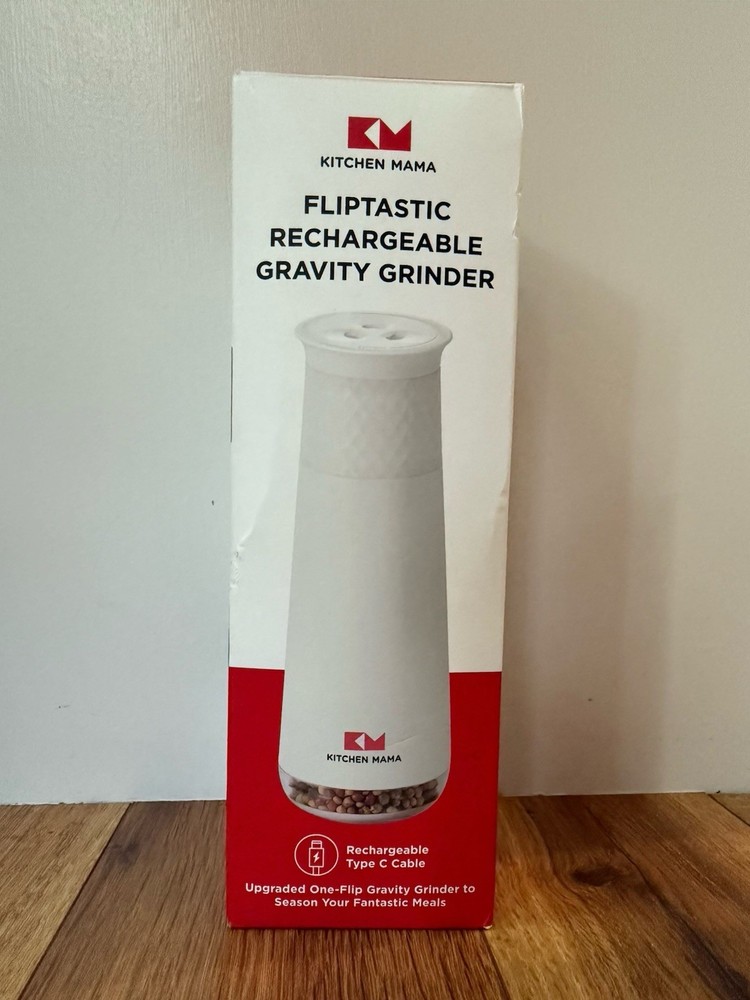 KITCHEN MAMA
FLIPTASTIC
RECHARGEABLE
GRAVITY GRINDER
KITCHEN MAMA
Rechargeable
Type C Cable
Upgraded One-Flip Gravity Grinder to
Season Your Fantastic Meals